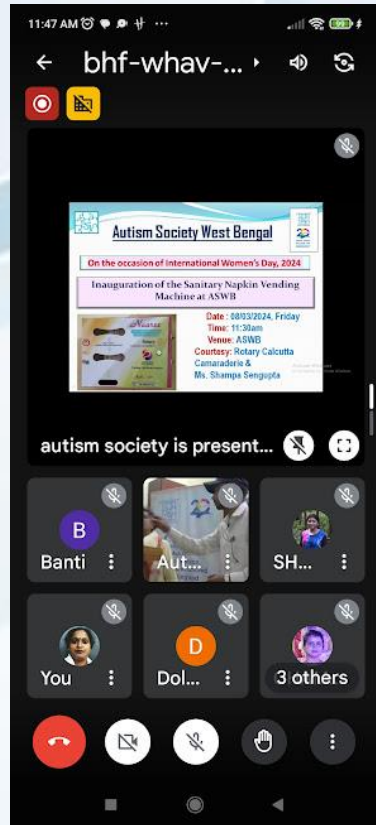 11:47 AM
bhf-whav-...
Autism Society West Bengal
On the occasion of International Women's Day, 2024
Inauguration of the Sanitary Napkin Vending
Machine at ASWB
Date : 08/03/2024, Friday
Time: 11:30am
Venue: ASWB
Courtasy: Rotary Calcutta
Camaraderie &
Ms. Shampa Sengupta
autism society is present...
B
Banti
Aut...
SH...
You
D
Dol...
3 others